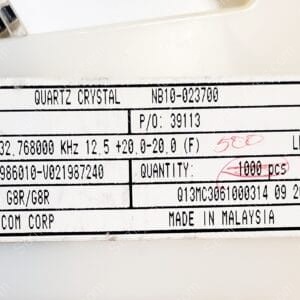 QUARTZ CRYSTAL NB10-023700
P/O: 39113
32.768000 KHz 12.5 +20.0-20.0 (F) 500 L
986010-V021987240 QUANTITY: 1000 pcs
G8R/G8R Q13MC3061000314 09 2
COM CORP MADE IN MALAYSIA